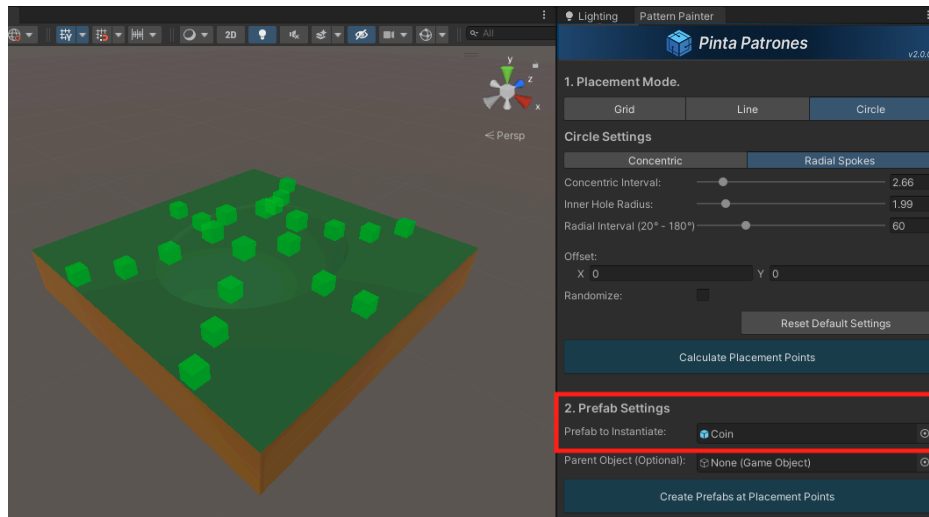 Lighting Pattern Painter
2D All
Pinta Patrones
v2.0.
y
z
x
Persp
1. Placement Mode.
Grid Line Circle
Circle Settings
Concentric Radial Spokes
Concentric Interval: 2.66
Inner Hole Radius: 1.99
Radial Interval (20° - 180°) 60
Offset:
X 0 Y 0
Randomize:
Reset Default Settings
Calculate Placement Points
2. Prefab Settings
Prefab to Instantiate: Coin
Parent Object (Optional): None (Game Object)
Create Prefabs at Placement Points